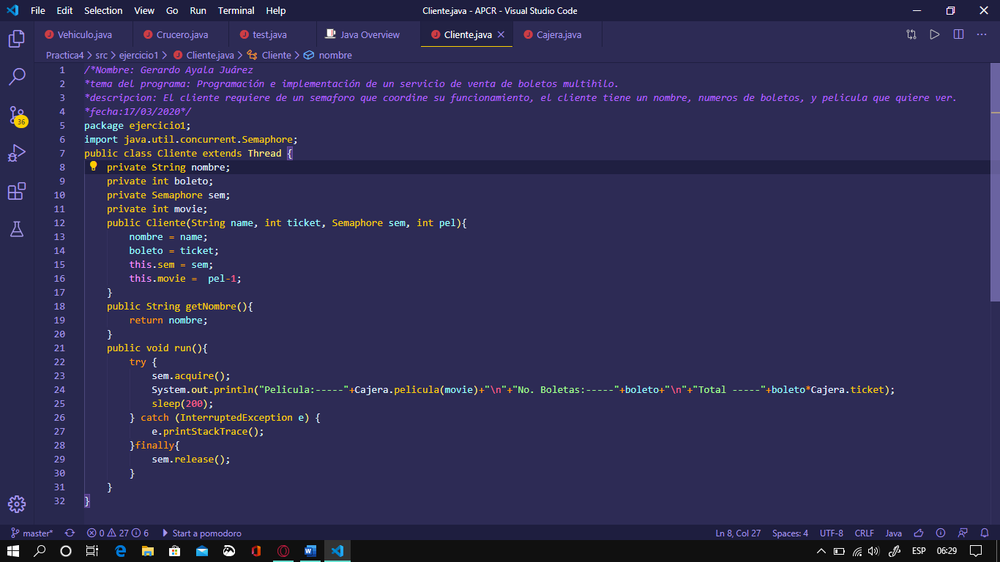 File Edit Selection View Go Run Terminal Help Cliente.java - APCR - Visual Studio Code
Vehiculo.java Crucero.java test.java Java Overview Cliente.java Cajera.java
Practica4 > src > ejercicio1 > Cliente.java > Cliente > nombre
1 /*Nombre: Gerardo Ayala Juárez
2 *tema del programa: Programación e implementación de un servicio de venta de boletos multihilo.
3 *descripcion: El cliente requiere de un semaforo que coordine su funcionamiento, el cliente tiene un nombre, numeros de boletos, y pelicula que quiere ver.
4 *fecha:17/03/2020*/
5 package ejercicio1;
6 import java.util.concurrent.Semaphore;
7 public class Cliente extends Thread {
8 private String nombre;
9 private int boleto;
10 private Semaphore sem;
11 private int movie;
12 public Cliente(String name, int ticket, Semaphore sem, int pel){
13 nombre = name;
14 boleto = ticket;
15 this.sem = sem;
16 this.movie =  pel-1;
17 }
18 public String getNombre(){
19 return nombre;
20 }
21 public void run(){
22 try {
23 sem.acquire();
24 System.out.println("Pelicula:-----"+Cajera.pelicula(movie)+"\n"+"No. Boletas:-----"+boleto+"\n"+"Total -----"+boleto*Cajera.ticket);
25 sleep(200);
26 } catch (InterruptedException e) {
27 e.printStackTrace();
28 }finally{
29 sem.release();
30 }
31 }
32 }
36
master* 0 27 6 Start a pomodoro Ln 8, Col 27 Spaces: 4 UTF-8 CRLF Java
ESP 06:29